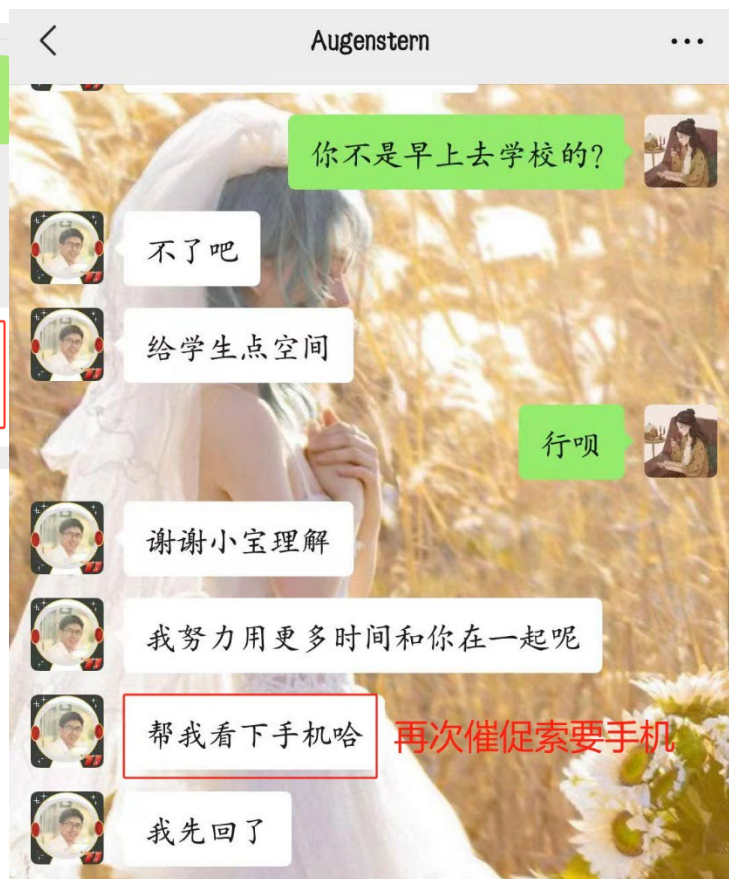 Augenstern
你不是早上去学校的?
不了吧
给学生点空间
行呗
谢谢小宝理解
我努力用更多时间和你在一起呢
帮我看下手机哈
再次催促索要手机
我先回了